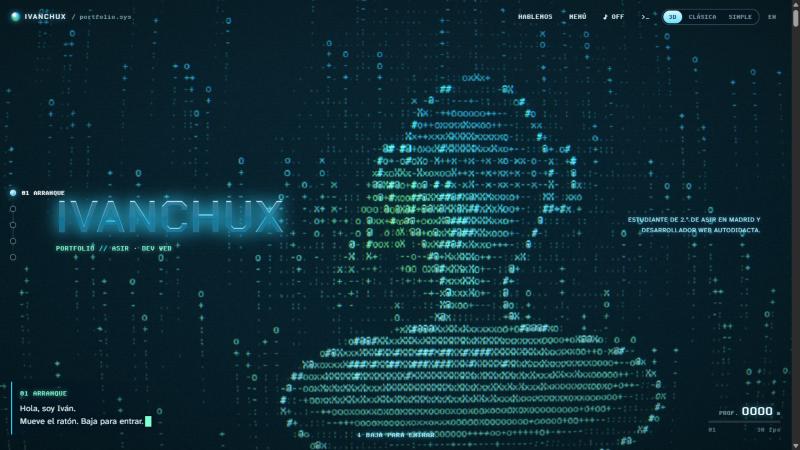 IVANCHUX / portfolio.sys
HABLEMOS MENÚ ♪ OFF >_ 3D CLÁSICA SIMPLE EN
01 ARRANQUE
IVANCHUX
PORTFOLIO // ASIR · DEV WEB
ESTUDIANTE DE 2.º DE ASIR EN MADRID Y
DESARROLLADOR WEB AUTODIDACTA.
01 ARRANQUE
Hola, soy Iván.
Mueve el ratón. Baja para entrar.
↓ BAJA PARA ENTRAR
PROF. 0000 m
01 30 fps